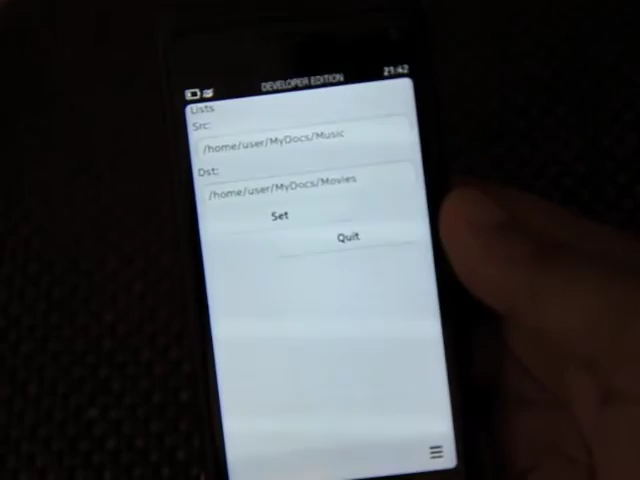 DEVELOPER EDITION
21:42
Lists
Src:
/home/user/MyDocs/Music
Dst:
/home/user/MyDocs/Movies
Set
Quit